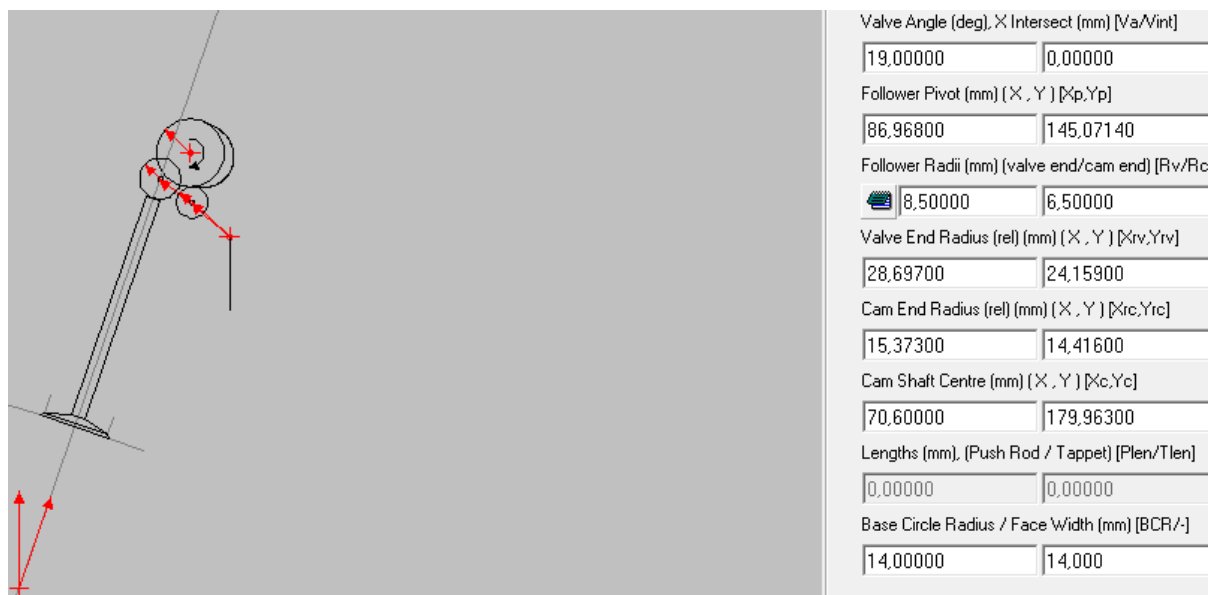 Valve Angle (deg), X Intersect (mm) [Va/Vint]
19,00000 0,00000
Follower Pivot (mm) ( X , Y ) [Xp,Yp]
86,96800 145,07140
Follower Radii (mm) (valve end/cam end) [Rv/Rc
8,50000 6,50000
Valve End Radius (rel) (mm) ( X , Y ) [Xrv,Yrv]
28,69700 24,15900
Cam End Radius (rel) (mm) ( X , Y ) [Xrc,Yrc]
15,37300 14,41600
Cam Shaft Centre (mm) ( X , Y ) [Xc,Yc]
70,60000 179,96300
Lengths (mm), (Push Rod / Tappet) [Plen/Tlen]
0,00000 0,00000
Base Circle Radius / Face Width (mm) [BCR/-]
14,00000 14,000